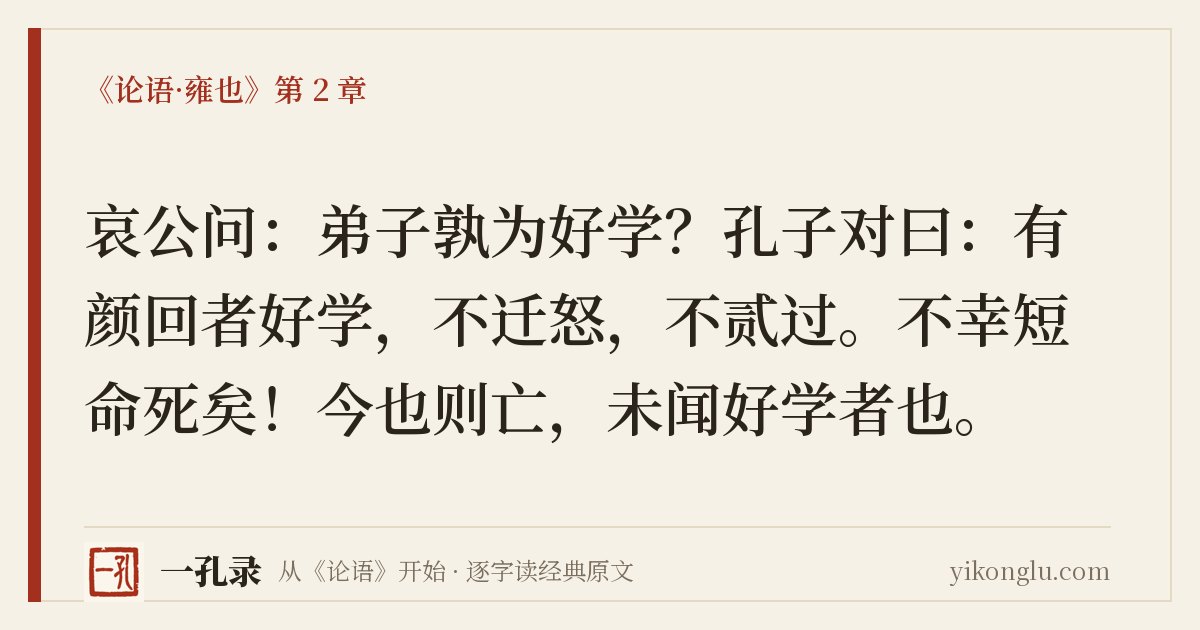 《论语·雍也》第 2 章
哀公问：弟子孰为好学？孔子对曰：有
颜回者好学，不迁怒，不贰过。不幸短
命死矣！今也则亡，未闻好学者也。
一孔 一孔录 从《论语》开始 · 逐字读经典原文 yikonglu.com